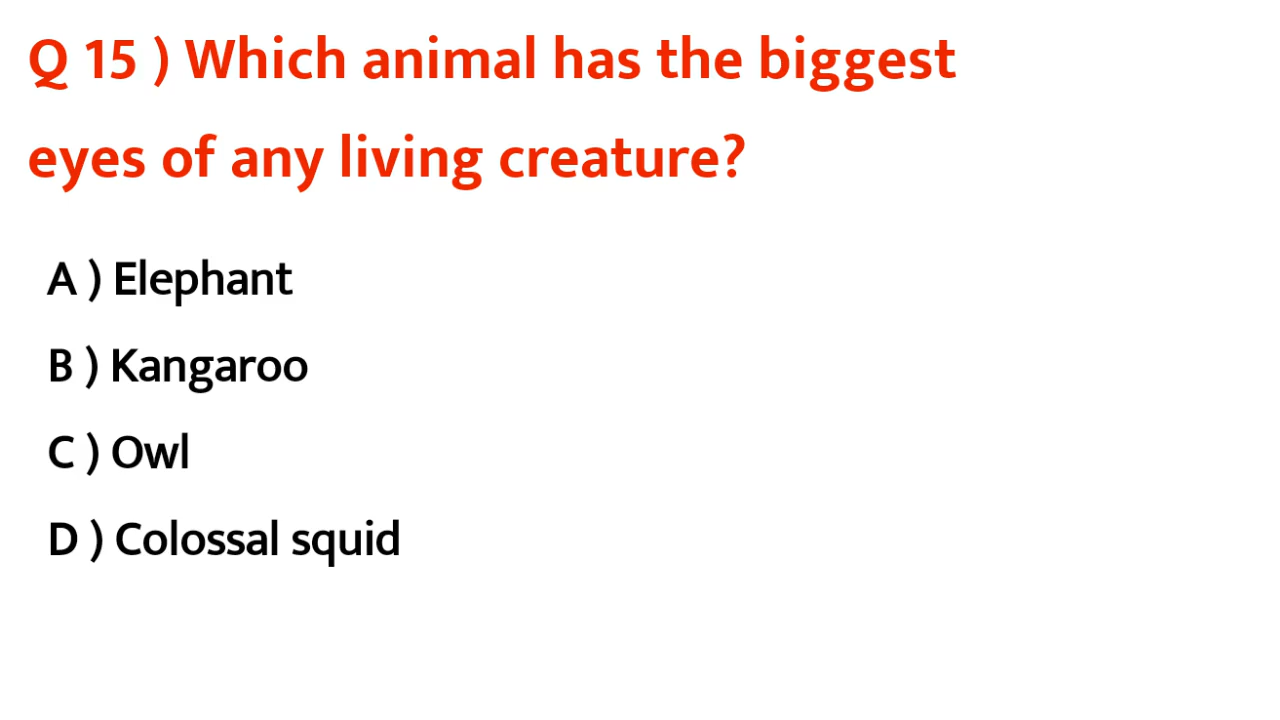 Q 15 ) Which animal has the biggest
eyes of any living creature?
A ) Elephant
B ) Kangaroo
C ) Owl
D ) Colossal squid